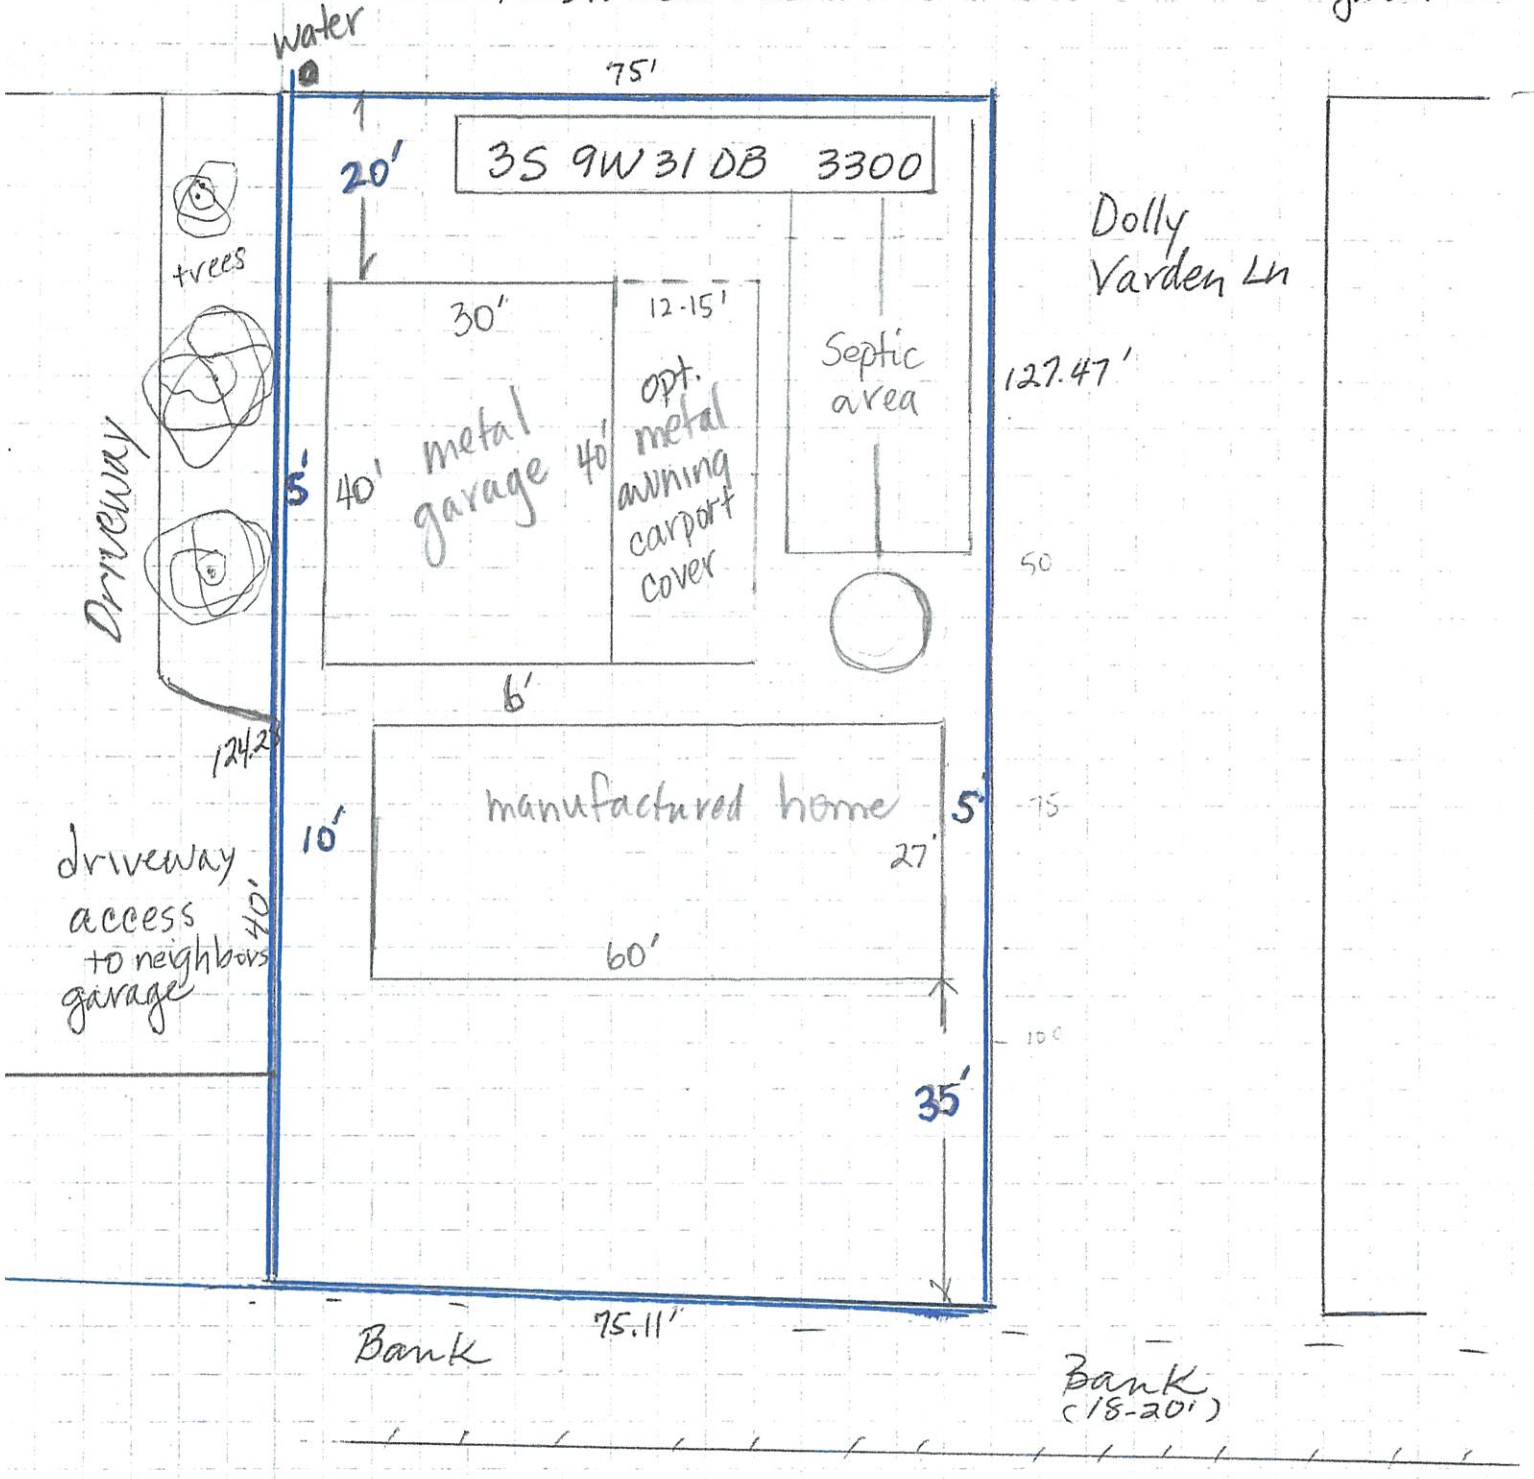 water
75'
20'
3S 9W 31 DB 3300
Dolly
Varden Ln
trees
30'
12-15'
Septic
area
127.47'
opt.
metal
awning
carport
cover
metal
garage
40'
40'
5'
Driveway
50
6'
124.2
manufactured home
5'
75
10'
27'
driveway
access
to neighbors
garage
40'
60'
100
35'
75.11'
Bank
Bank
(18-20')